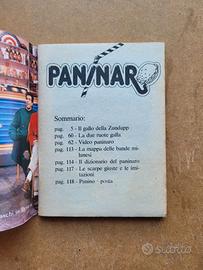 PANINARO
Sommario:
pag. 5 - Il gallo della Zundapp
pag. 60 - La due ruote galla
pag. 62 - Video paninaro
pag. 113 - La mappa delle bande mi-
lanesi
pag. 114 - Il dizionario del paninaro
pag. 117 - Le scarpe giuste e le imi-
tazioni
pag. 118 - Panino - posta
subito